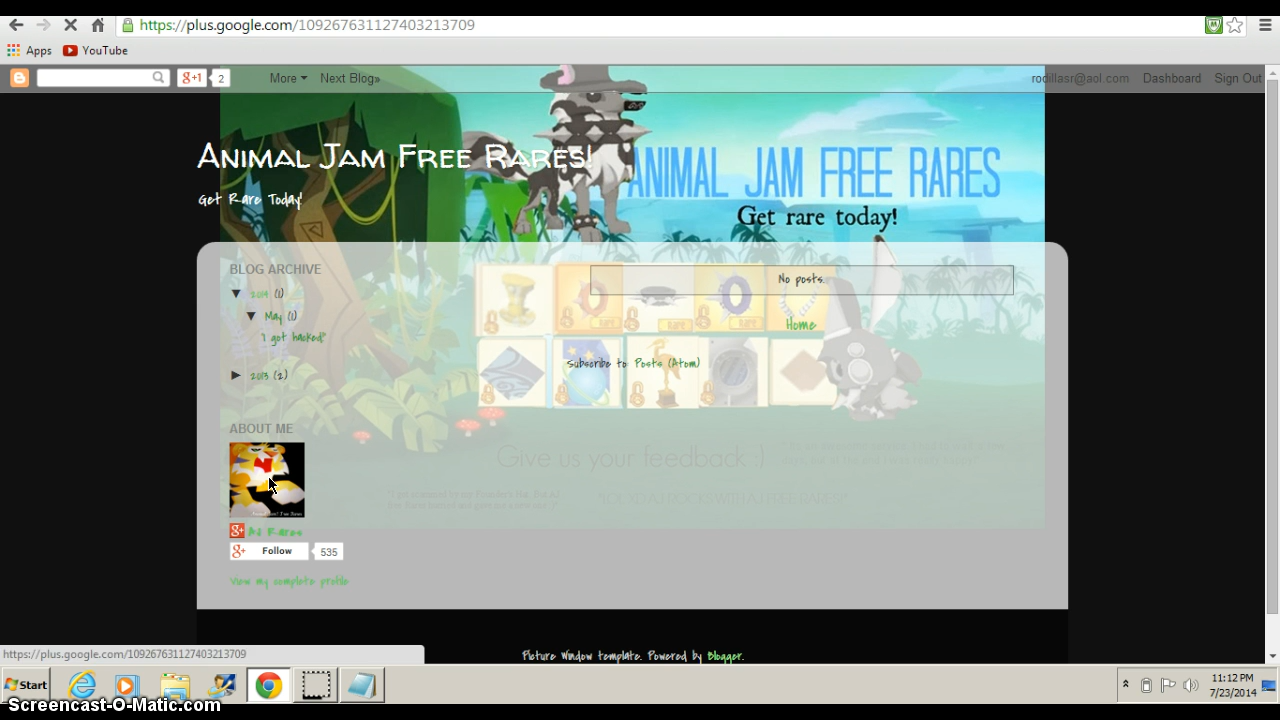 https://plus.google.com/109267631127403213709
Apps YouTube
g+1 2 More Next Blog» rodillasr@aol.com Dashboard Sign Out
Animal Jam Free Rares!
ANIMAL JAM FREE RARES
Get Rare Today!
Get rare today!
BLOG ARCHIVE
No posts.
▼ 2014 (1)
▼ May (1)
Home
"I got hacked!"
Subscribe to: Posts (Atom)
► 2013 (2)
ABOUT ME
Give us your feedback :)
g+ AJ Rares
g+ Follow 535
View my complete profile
https://plus.google.com/109267631127403213709
Picture Window template. Powered by Blogger.
Start
11:12 PM
7/23/2014
Screencast-O-Matic.com